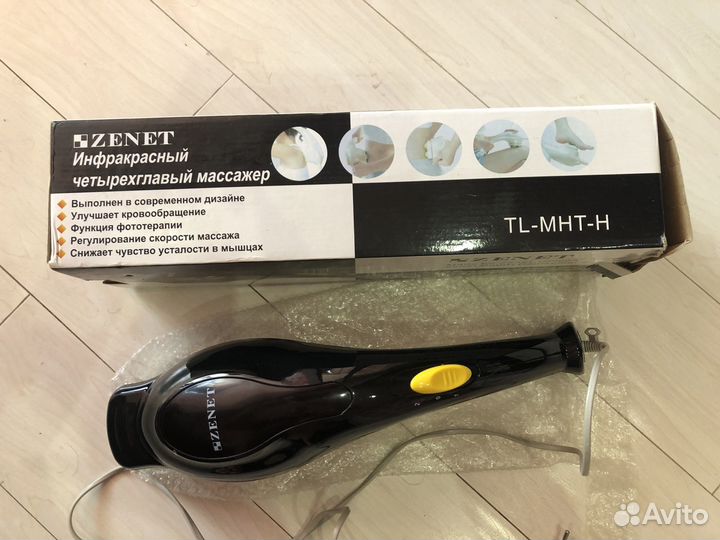 ZENET
Инфракрасный
четырехглавый массажер
Выполнен в современном дизайне
Улучшает кровообращение
Функция фототерапии
Регулирование скорости массажа
Снижает чувство усталости в мышцах
TL-MHT-H
ZENET
ZENET
Avito